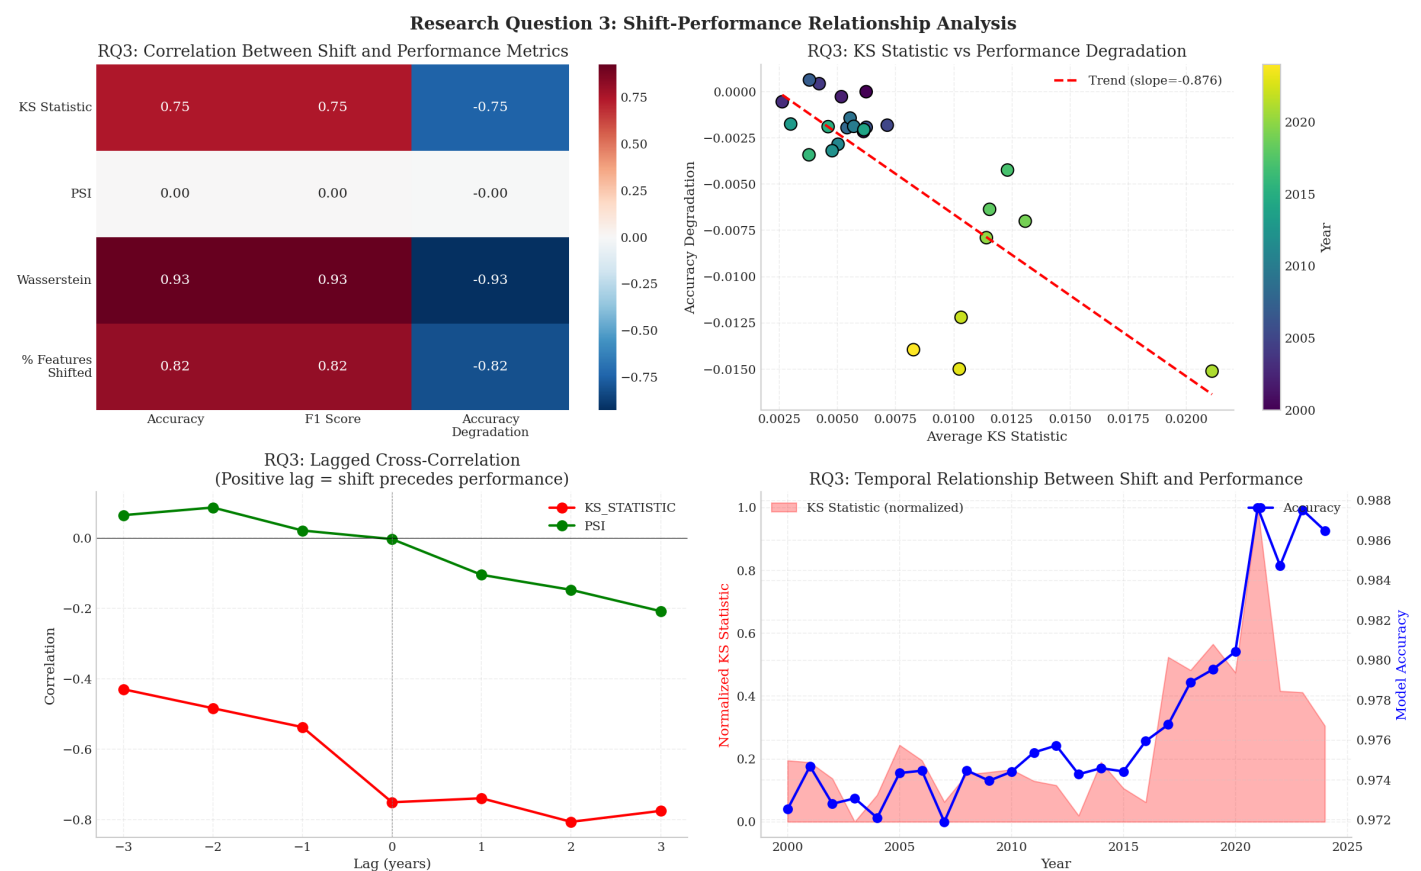 Research Question 3: Shift-Performance Relationship Analysis
RQ3: Correlation Between Shift and Performance Metrics
KS Statistic
PSI
Wasserstein
% Features
Shifted
0.75 0.75 -0.75
0.00 0.00 -0.00
0.93 0.93 -0.93
0.82 0.82 -0.82
Accuracy F1 Score Accuracy
Degradation
0.75
0.50
0.25
0.00
−0.25
−0.50
−0.75
RQ3: KS Statistic vs Performance Degradation
Trend (slope=-0.876)
Accuracy Degradation
0.0000
−0.0025
−0.0050
−0.0075
−0.0100
−0.0125
−0.0150
0.0025 0.0050 0.0075 0.0100 0.0125 0.0150 0.0175 0.0200
Average KS Statistic
2020
2015
2010
2005
2000
Year
RQ3: Lagged Cross-Correlation
(Positive lag = shift precedes performance)
KS_STATISTIC
PSI
Correlation
0.0
−0.2
−0.4
−0.6
−0.8
−3 −2 −1 0 1 2 3
Lag (years)
RQ3: Temporal Relationship Between Shift and Performance
KS Statistic (normalized)
Accuracy
Normalized KS Statistic
1.0
0.8
0.6
0.4
0.2
0.0
0.988
0.986
0.984
0.982
0.980
0.978
0.976
0.974
0.972
Model Accuracy
2000 2005 2010 2015 2020 2025
Year